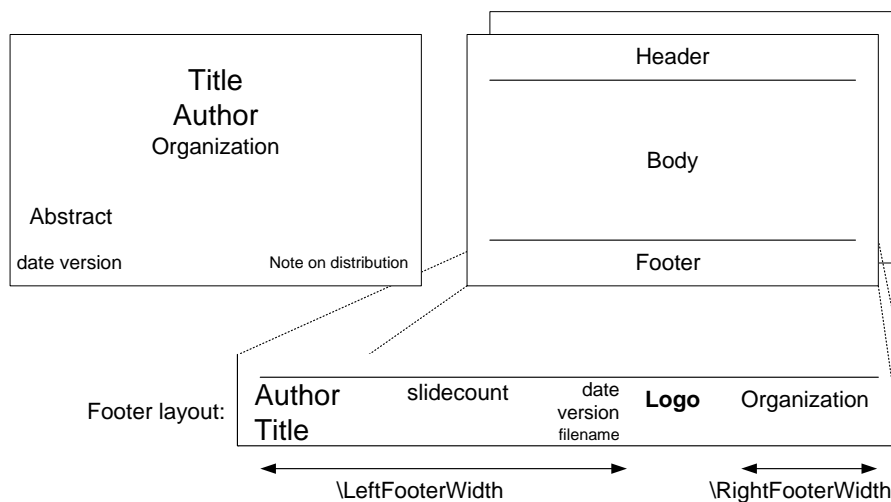 Title
Author
Organization
Abstract
date version
Note on distribution
Header
Body
Footer
Footer layout:
Author
Title
slidecount
date
version
filename
Logo
Organization
\LeftFooterWidth
\RightFooterWidth